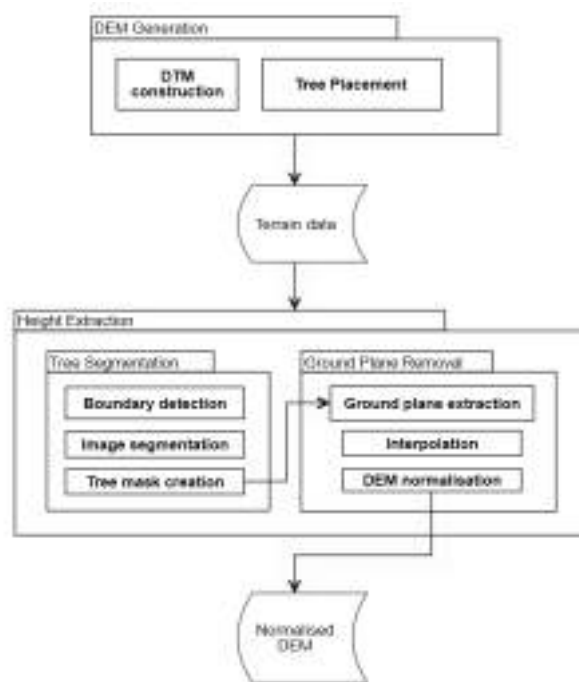 DEM Generation
DTM
construction
Tree Placement
Terrain data
Height Extraction
Tree Segmentation
Boundary detection
Image segmentation
Tree mask creation
Ground Plane Removal
Ground plane extraction
Interpolation
DEM normalisation
Normalised
DEM